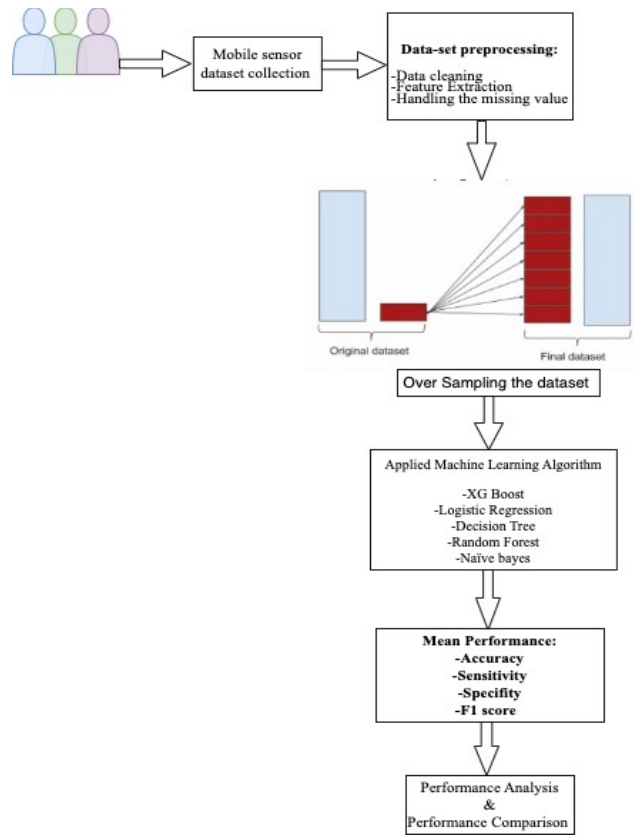 Mobile sensor
dataset collection
Data-set preprocessing:
-Data cleaning
-Feature Extraction
-Handling the missing value
Original dataset
Final dataset
Over Sampling the dataset
Applied Machine Learning Algorithm
-XG Boost
-Logistic Regression
-Decision Tree
-Random Forest
-Naïve bayes
Mean Performance:
-Accuracy
-Sensitivity
-Specifity
-F1 score
Performance Analysis
&
Performance Comparison